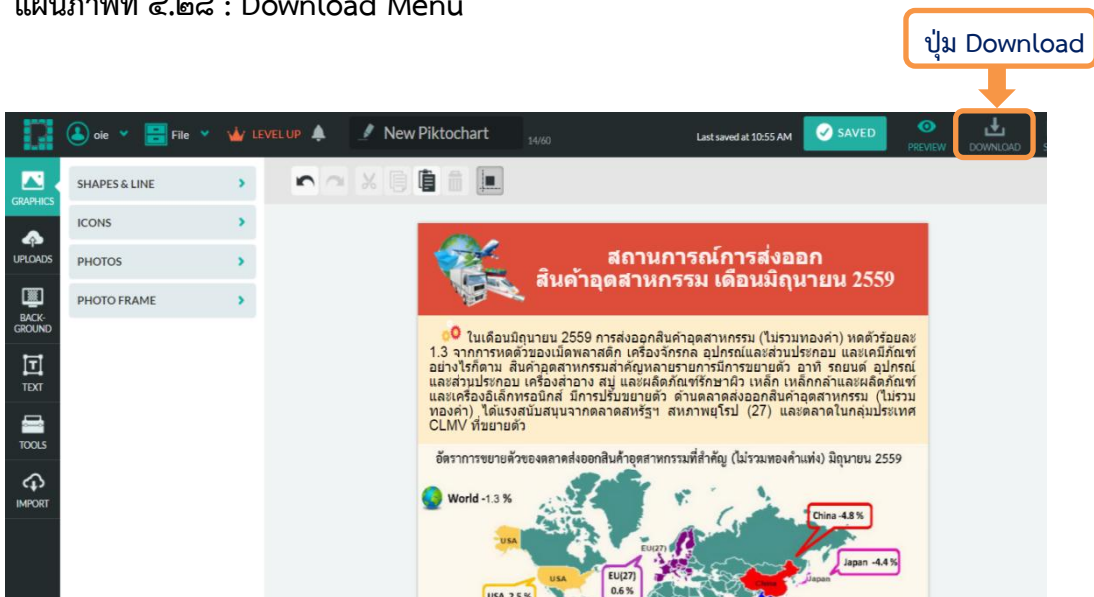 แผนภาพที่ ๔.๒๘ : Download Menu
ปุ่ม Download
oie
File
LEVEL UP
New Piktochart
14/60
Last saved at 10:55 AM
SAVED
PREVIEW
DOWNLOAD
GRAPHICS
UPLOADS
BACK-
GROUND
TEXT
TOOLS
IMPORT
SHAPES & LINE
ICONS
PHOTOS
PHOTO FRAME
สถานการณ์การส่งออก
สินค้าอุตสาหกรรม เดือนมิถุนายน 2559
ในเดือนมิถุนายน 2559 การส่งออกสินค้าอุตสาหกรรม (ไม่รวมทองคำ) หดตัวร้อยละ
1.3 จากการหดตัวของเม็ดพลาสติก เครื่องจักรกล อุปกรณ์และส่วนประกอบ และเคมีภัณฑ์
อย่างไรก็ตาม สินค้าอุตสาหกรรมสำคัญหลายรายการมีการขยายตัว อาทิ รถยนต์ อุปกรณ์
และส่วนประกอบ เครื่องสำอาง สบู่ และผลิตภัณฑ์รักษาผิว เหล็ก เหล็กกล้าและผลิตภัณฑ์
และเครื่องอิเล็กทรอนิกส์ มีการปรับขยายตัว ด้านตลาดส่งออกสินค้าอุตสาหกรรม (ไม่รวม
ทองคำ) ได้แรงสนับสนุนจากตลาดสหรัฐฯ สหภาพยุโรป (27) และตลาดในกลุ่มประเทศ
CLMV ที่ขยายตัว
อัตราการขยายตัวของตลาดส่งออกสินค้าอุตสาหกรรมที่สำคัญ (ไม่รวมทองคำแท่ง) มิถุนายน 2559
World -1.3 %
China -4.8 %
USA
EU(27)
Japan -4.4 %
USA
EU(27)
0.6 %
China
Japan